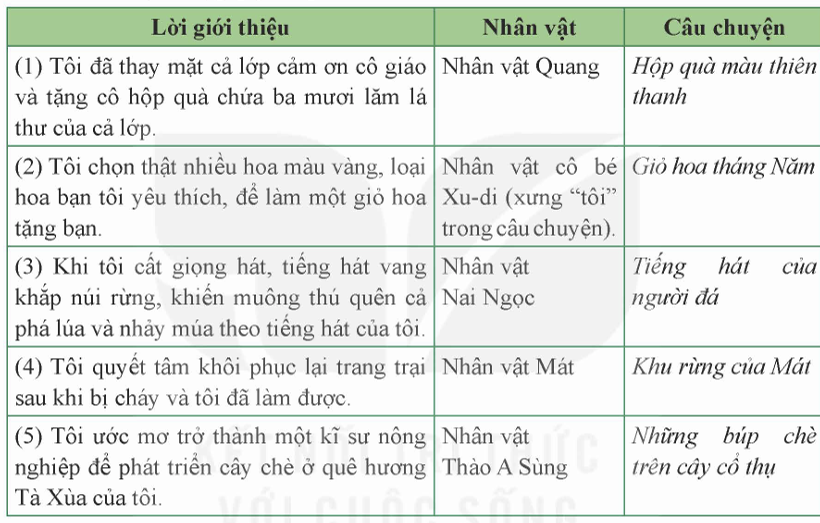 Lời giới thiệu
Nhân vật
Câu chuyện
(1) Tôi đã thay mặt cả lớp cảm ơn cô giáo
và tặng cô hộp quà chứa ba mươi lăm lá
thư của cả lớp.
Nhân vật Quang
Hộp quà màu thiên
thanh
(2) Tôi chọn thật nhiều hoa màu vàng, loại
hoa bạn tôi yêu thích, để làm một giỏ hoa
tặng bạn.
Nhân vật cô bé
Xu-di (xưng “tôi”
trong câu chuyện).
Giỏ hoa tháng Năm
(3) Khi tôi cất giọng hát, tiếng hát vang
khắp núi rừng, khiến muông thú quên cả
phá lúa và nhảy múa theo tiếng hát của tôi.
Nhân vật
Nai Ngọc
Tiếng hát của
người đá
(4) Tôi quyết tâm khôi phục lại trang trại
sau khi bị cháy và tôi đã làm được.
Nhân vật Mát
Khu rừng của Mát
(5) Tôi ước mơ trở thành một kĩ sư nông
nghiệp để phát triển cây chè ở quê hương
Tà Xùa của tôi.
Nhân vật
Thào A Sùng
Những búp chè
trên cây cổ thụ
KẾT NỐI TRI THỨC
VỚI CUỘC SỐNG